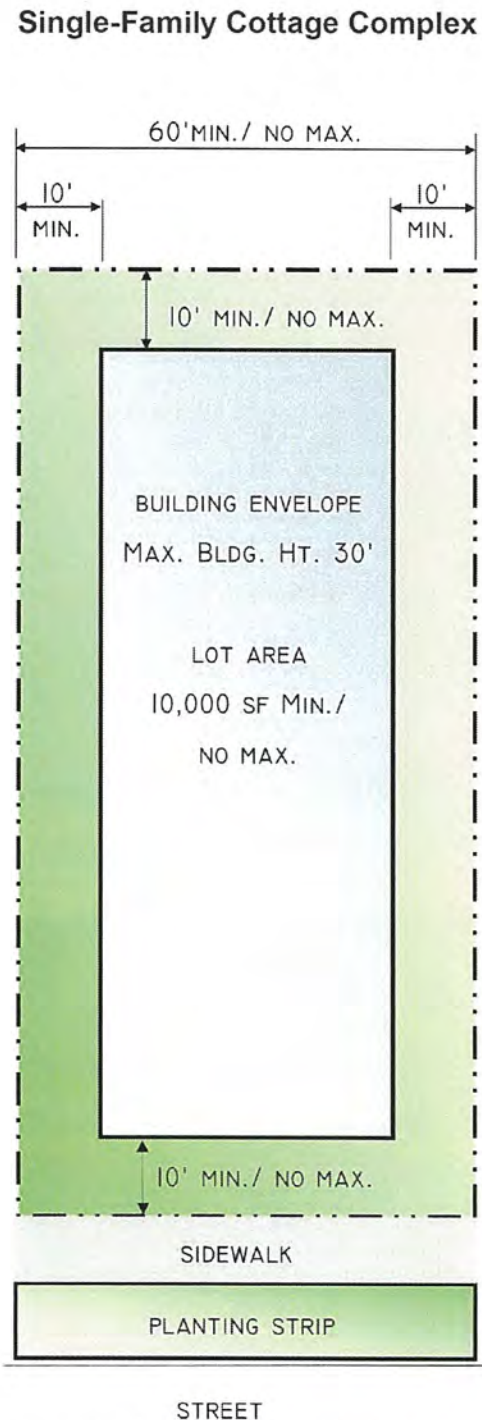 Single-Family Cottage Complex
60'MIN./ NO MAX.
10'
MIN.
10'
MIN.
10' MIN./ NO MAX.
BUILDING ENVELOPE
MAX. BLDG. HT. 30'
LOT AREA
10,000 SF MIN./
NO MAX.
10' MIN./ NO MAX.
SIDEWALK
PLANTING STRIP
STREET